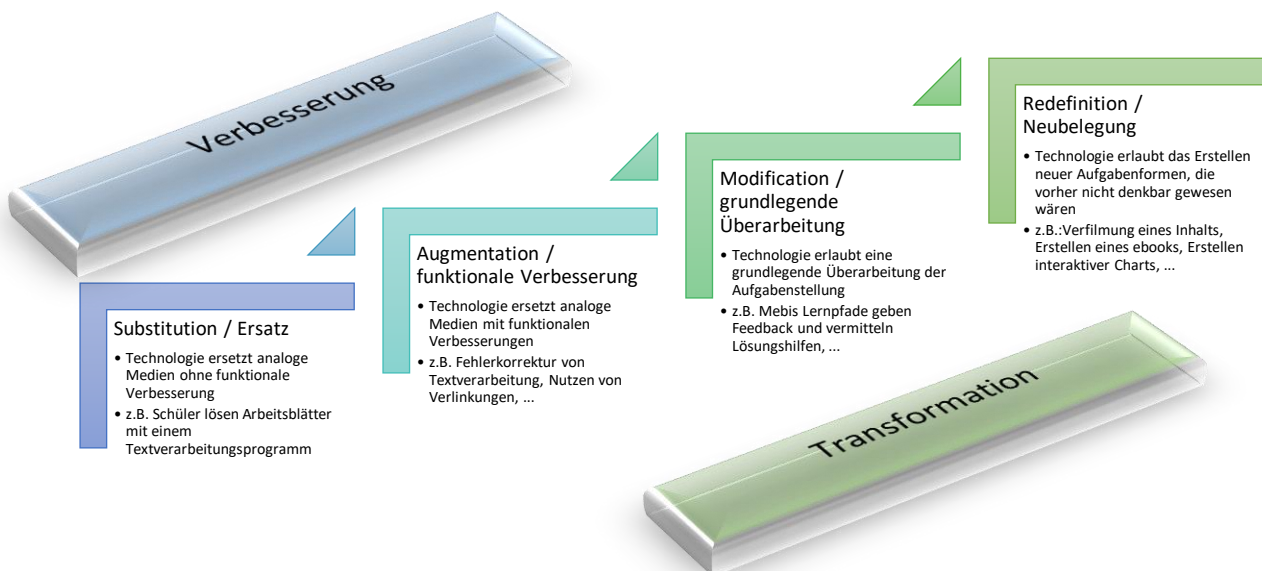 Verbesserung
Substitution / Ersatz
• Technologie ersetzt analoge
Medien ohne funktionale
Verbesserung
• z.B. Schüler lösen Arbeitsblätter
mit einem
Textverarbeitungsprogramm
Augmentation /
funktionale Verbesserung
• Technologie ersetzt analoge
Medien mit funktionalen
Verbesserungen
• z.B. Fehlerkorrektur von
Textverarbeitung, Nutzen von
Verlinkungen, ...
Modification /
grundlegende
Überarbeitung
• Technologie erlaubt eine
grundlegende Überarbeitung der
Aufgabenstellung
• z.B. Mebis Lernpfade geben
Feedback und vermitteln
Lösungshilfen, ...
Redefinition /
Neubelegung
• Technologie erlaubt das Erstellen
neuer Aufgabenformen, die
vorher nicht denkbar gewesen
wären
• z.B.:Verfilmung eines Inhalts,
Erstellen eines ebooks, Erstellen
interaktiver Charts, ...
Transformation